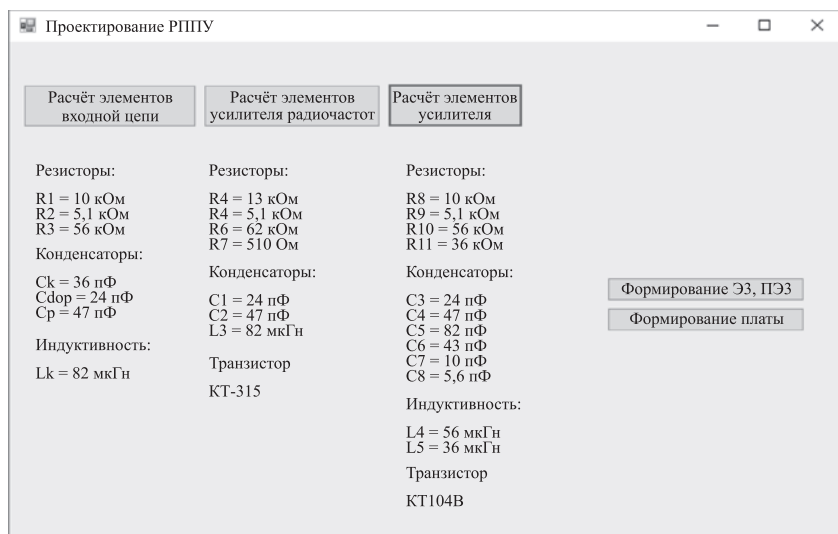 Проектирование РППУ
Расчёт элементов
входной цепи
Расчёт элементов
усилителя радиочастот
Расчёт элементов
усилителя
Резисторы:
R1 = 10 кОм
R2 = 5,1 кОм
R3 = 56 кОм
Конденсаторы:
Ck = 36 пФ
Cdop = 24 пФ
Cp = 47 пФ
Индуктивность:
Lk = 82 мкГн
Резисторы:
R4 = 13 кОм
R4 = 5,1 кОм
R6 = 62 кОм
R7 = 510 Ом
Конденсаторы:
C1 = 24 пФ
C2 = 47 пФ
L3 = 82 мкГн
Транзистор
КТ-315
Резисторы:
R8 = 10 кОм
R9 = 5,1 кОм
R10 = 56 кОм
R11 = 36 кОм
Конденсаторы:
C3 = 24 пФ
C4 = 47 пФ
C5 = 82 пФ
C6 = 43 пФ
C7 = 10 пФ
C8 = 5,6 пФ
Индуктивность:
L4 = 56 мкГн
L5 = 36 мкГн
Транзистор
КТ104В
Формирование Э3, ПЭ3
Формирование платы